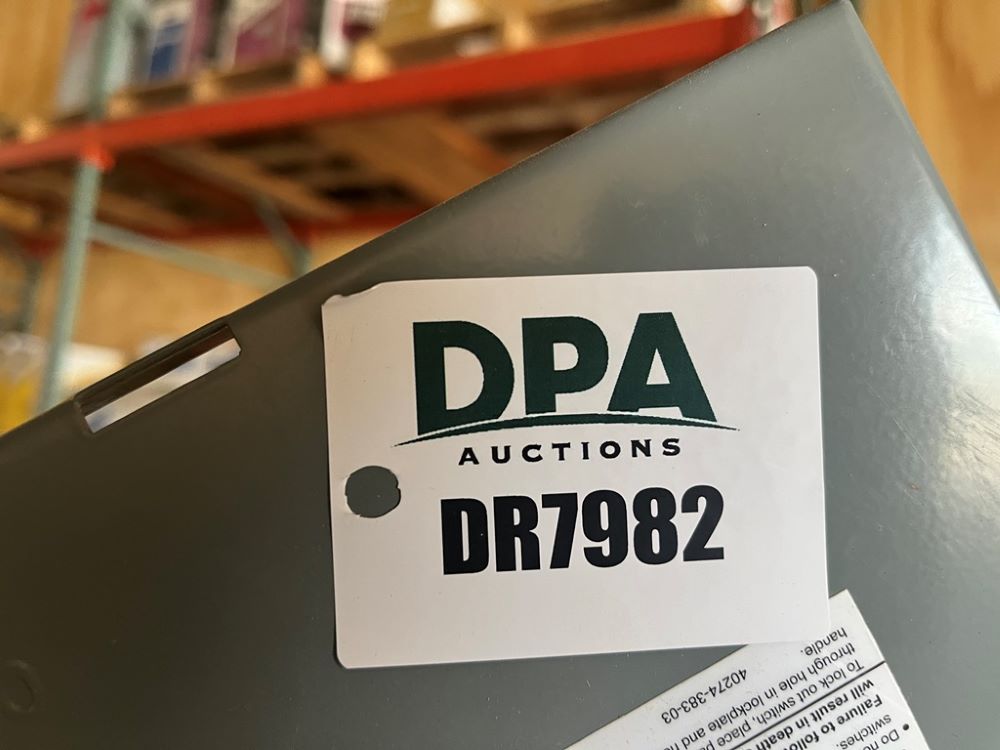 DPA
AUCTIONS
DR7982
• Do no
switches.
Failure to follo
will result in death
To lock out switch, place pa
through hole in lockplate and
handle.
40274-383-03